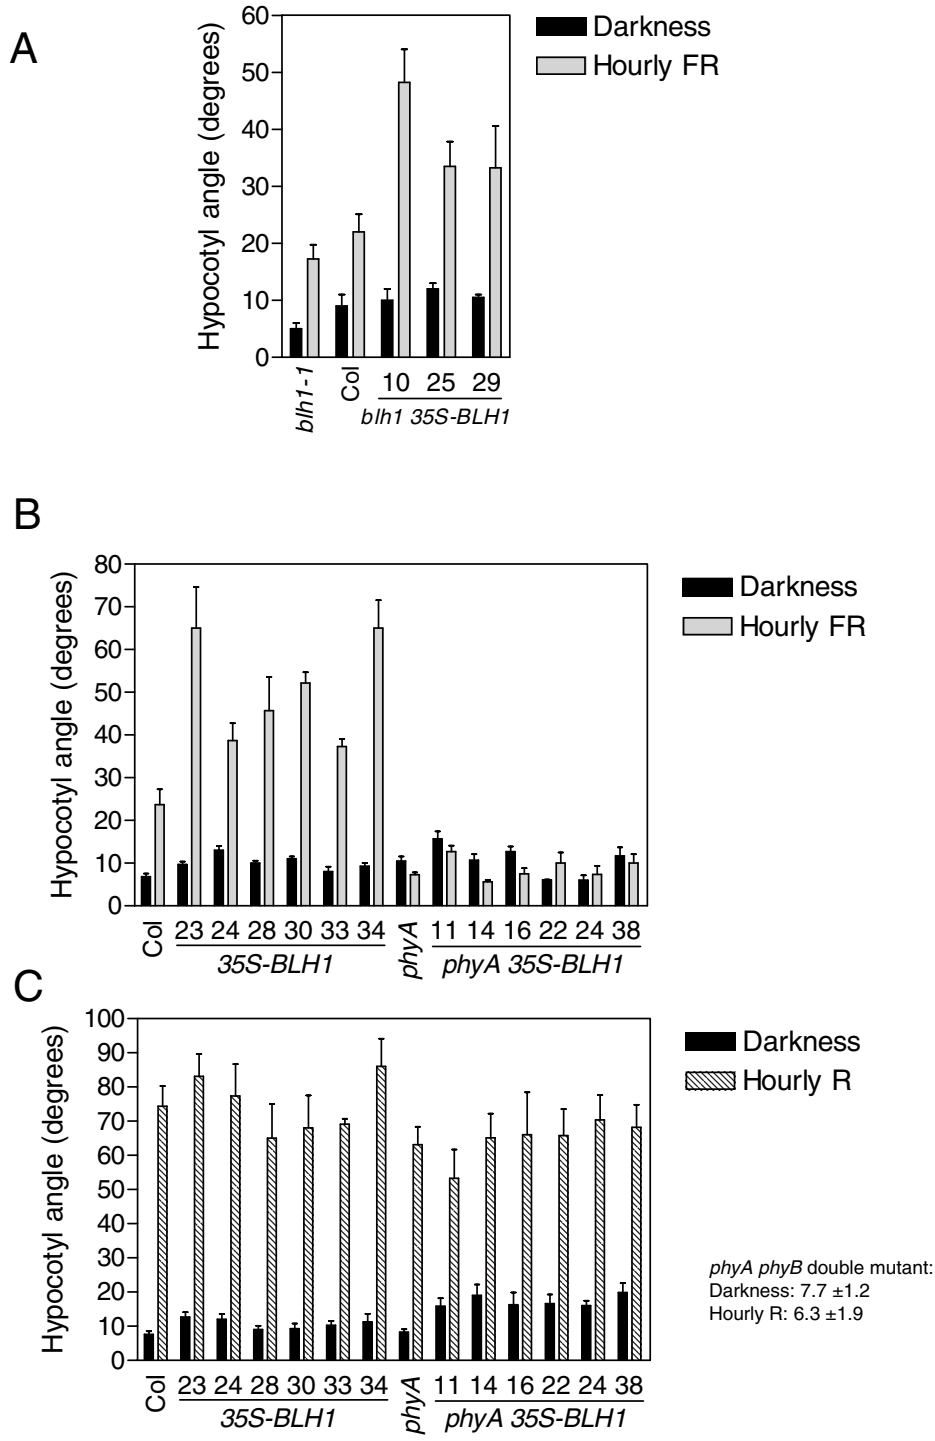 A
Hypocotyl angle (degrees)
60
50
40
30
20
10
0
Darkness
Hourly FR
blh1-1
Col
10 25 29
blh1 35S-BLH1
B
Hypocotyl angle (degrees)
80
70
60
50
40
30
20
10
0
Darkness
Hourly FR
Col
23 24 28 30 33 34
35S-BLH1
phyA
11 14 16 22 24 38
phyA 35S-BLH1
C
Hypocotyl angle (degrees)
100
90
80
70
60
50
40
30
20
10
0
Darkness
Hourly R
phyA phyB double mutant:
Darkness: 7.7 ±1.2
Hourly R: 6.3 ±1.9
Col
23 24 28 30 33 34
35S-BLH1
phyA
11 14 16 22 24 38
phyA 35S-BLH1